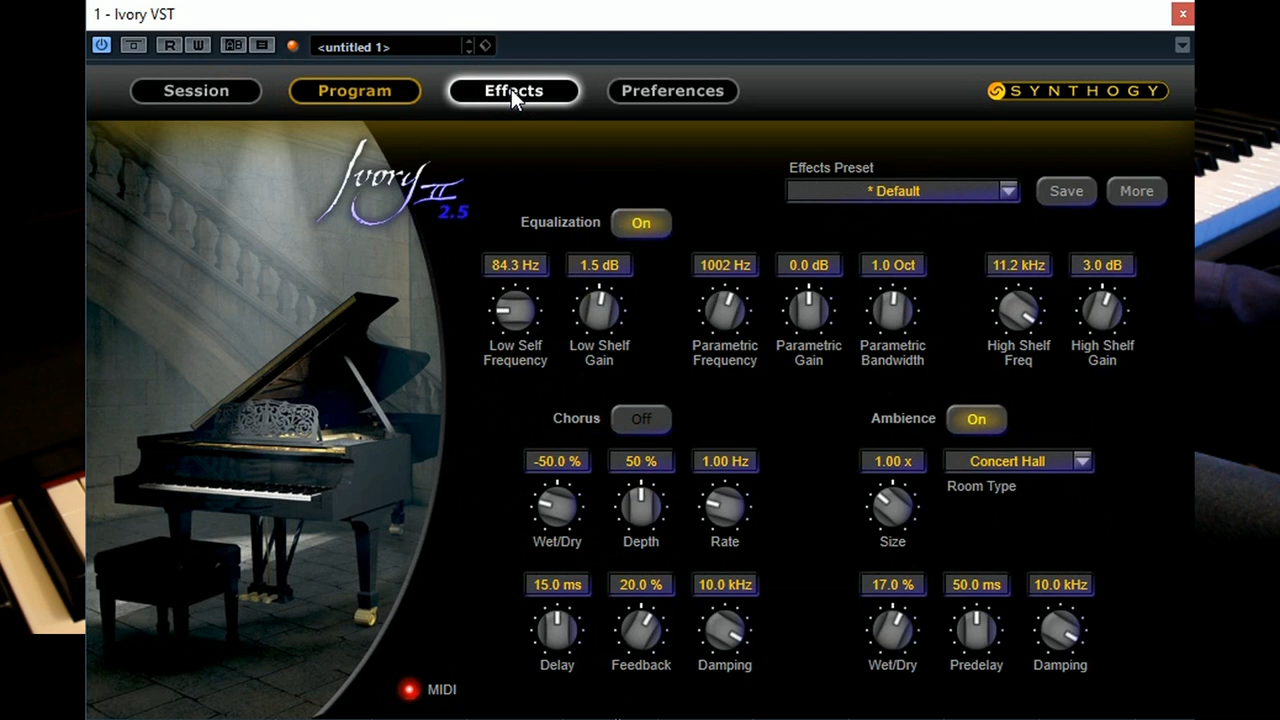 1 - Ivory VST
x
R W AB <untitled 1>
Session Program Effects Preferences SYNTHOGY
Ivory II
2.5
Effects Preset
* Default Save More
Equalization On
84.3 Hz 1.5 dB 1002 Hz 0.0 dB 1.0 Oct 11.2 kHz 3.0 dB
Low Self Low Shelf Parametric Parametric Parametric High Shelf High Shelf
Frequency Gain Frequency Gain Bandwidth Freq Gain
Chorus Off Ambience On
-50.0 % 50 % 1.00 Hz 1.00 x Concert Hall
Room Type
Wet/Dry Depth Rate Size
15.0 ms 20.0 % 10.0 kHz 17.0 % 50.0 ms 10.0 kHz
Delay Feedback Damping Wet/Dry Predelay Damping
MIDI